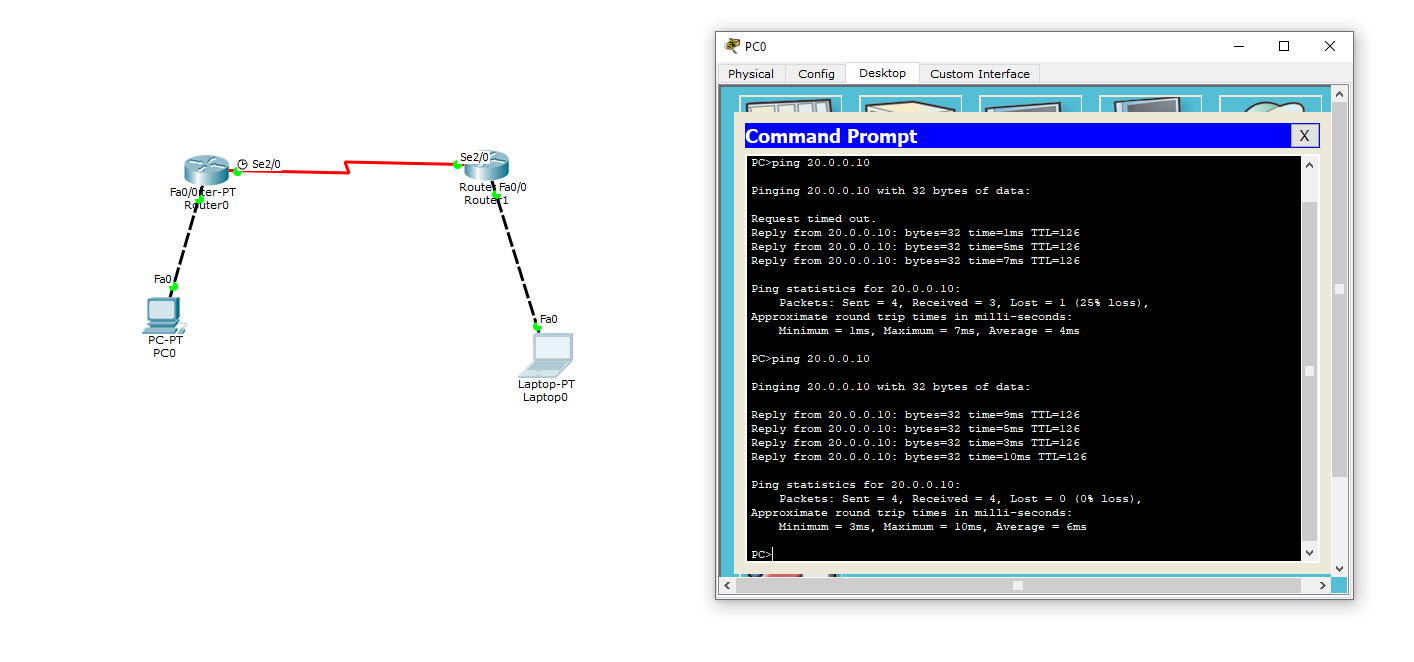 Se2/0
Fa0/0
ter-PT
Router0
Fa0
PC-PT
PC0
Se2/0
Route
Fa0/0
Router1
Fa0
Laptop-PT
Laptop0
PC0
Physical Config Desktop Custom Interface
Command Prompt X
PC>ping 20.0.0.10
Pinging 20.0.0.10 with 32 bytes of data:
Request timed out.
Reply from 20.0.0.10: bytes=32 time=1ms TTL=126
Reply from 20.0.0.10: bytes=32 time=5ms TTL=126
Reply from 20.0.0.10: bytes=32 time=7ms TTL=126
Ping statistics for 20.0.0.10:
Packets: Sent = 4, Received = 3, Lost = 1 (25% loss),
Approximate round trip times in milli-seconds:
Minimum = 1ms, Maximum = 7ms, Average = 4ms
PC>ping 20.0.0.10
Pinging 20.0.0.10 with 32 bytes of data:
Reply from 20.0.0.10: bytes=32 time=9ms TTL=126
Reply from 20.0.0.10: bytes=32 time=5ms TTL=126
Reply from 20.0.0.10: bytes=32 time=3ms TTL=126
Reply from 20.0.0.10: bytes=32 time=10ms TTL=126
Ping statistics for 20.0.0.10:
Packets: Sent = 4, Received = 4, Lost = 0 (0% loss),
Approximate round trip times in milli-seconds:
Minimum = 3ms, Maximum = 10ms, Average = 6ms
PC>